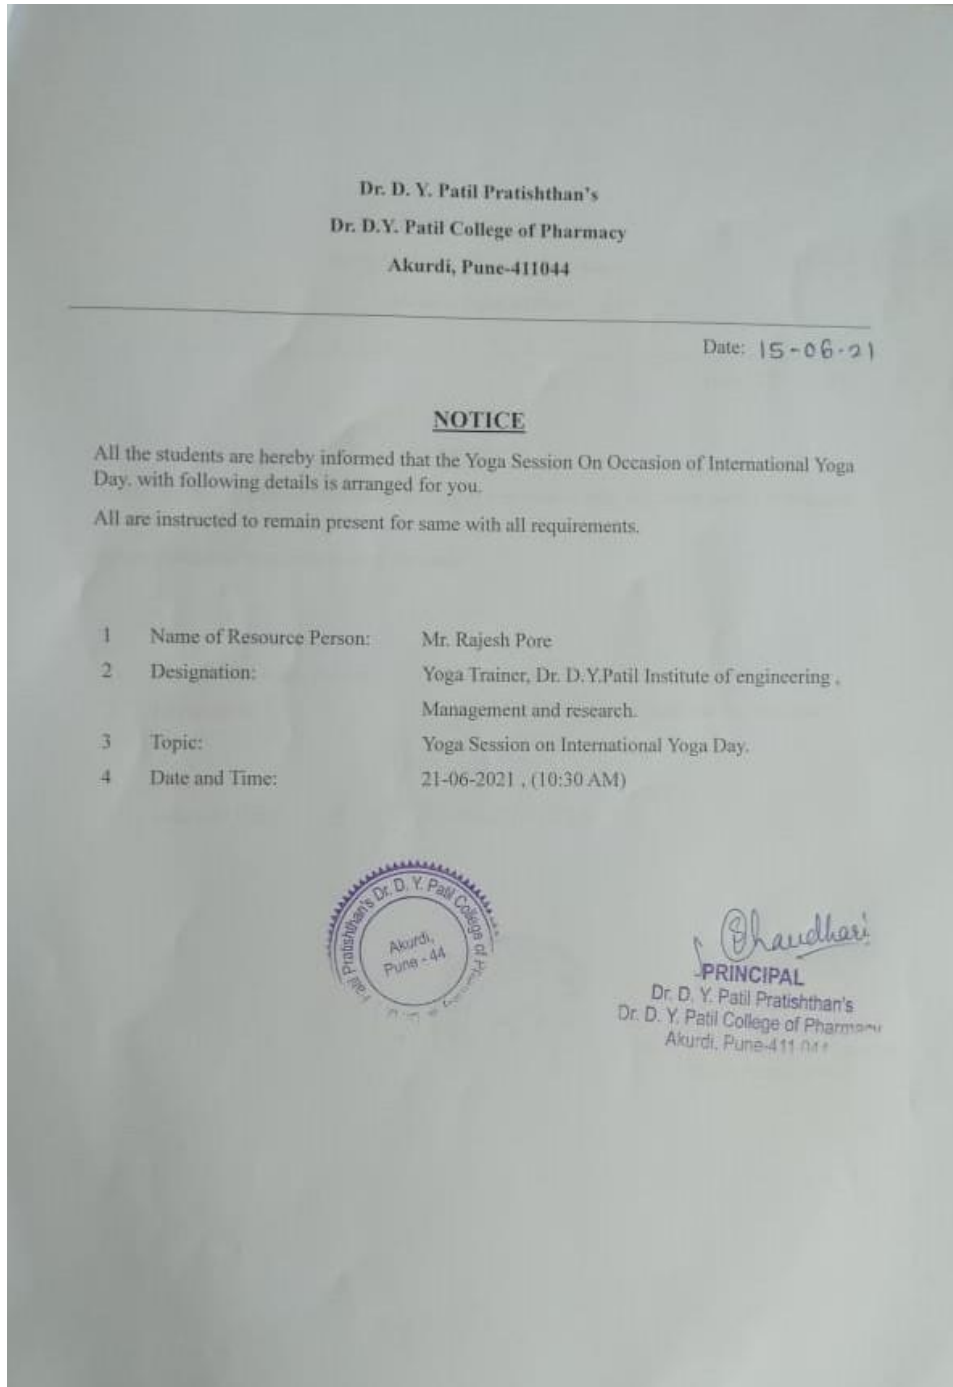 Dr. D. Y. Patil Pratishthan's
Dr. D.Y. Patil College of Pharmacy
Akurdi, Pune-411044
Date: 15-06-21
NOTICE
All the students are hereby informed that the Yoga Session On Occasion of International Yoga
Day. with following details is arranged for you.
All are instructed to remain present for same with all requirements.
1 Name of Resource Person: Mr. Rajesh Pore
2 Designation: Yoga Trainer, Dr. D.Y.Patil Institute of engineering ,
Management and research.
3 Topic: Yoga Session on International Yoga Day.
4 Date and Time: 21-06-2021 , (10:30 AM)
Patil Pratishthan's Dr. D. Y. Patil College of
Akurdi,
Pune - 44
Chaudhari
PRINCIPAL
Dr. D. Y. Patil Pratishthan's
Dr. D. Y. Patil College of Pharmacy
Akurdi, Pune-411 044